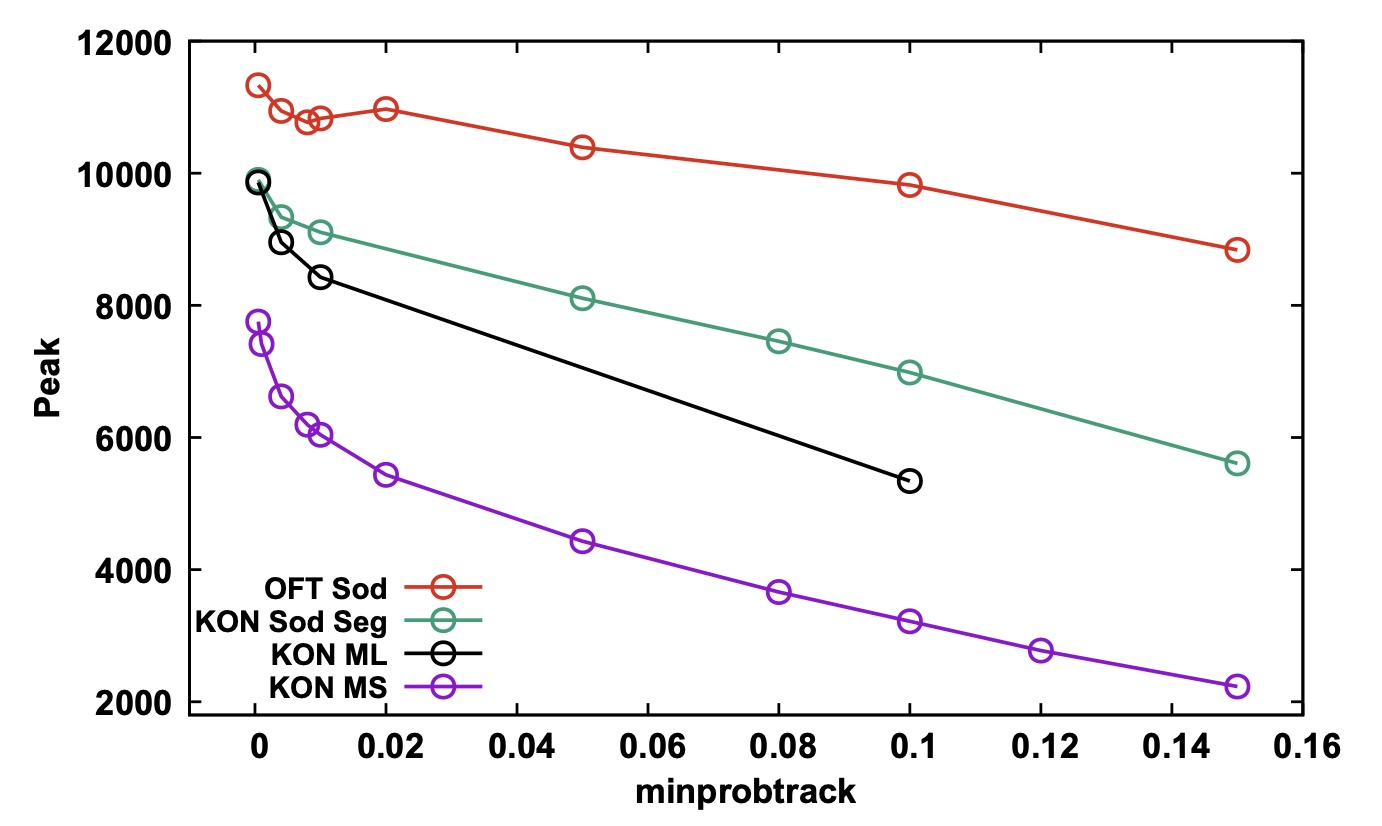 12000
10000
8000
6000
4000
2000
Peak
OFT Sod
KON Sod Seg
KON ML
KON MS
0 0.02 0.04 0.06 0.08 0.1 0.12 0.14 0.16
minprobtrack